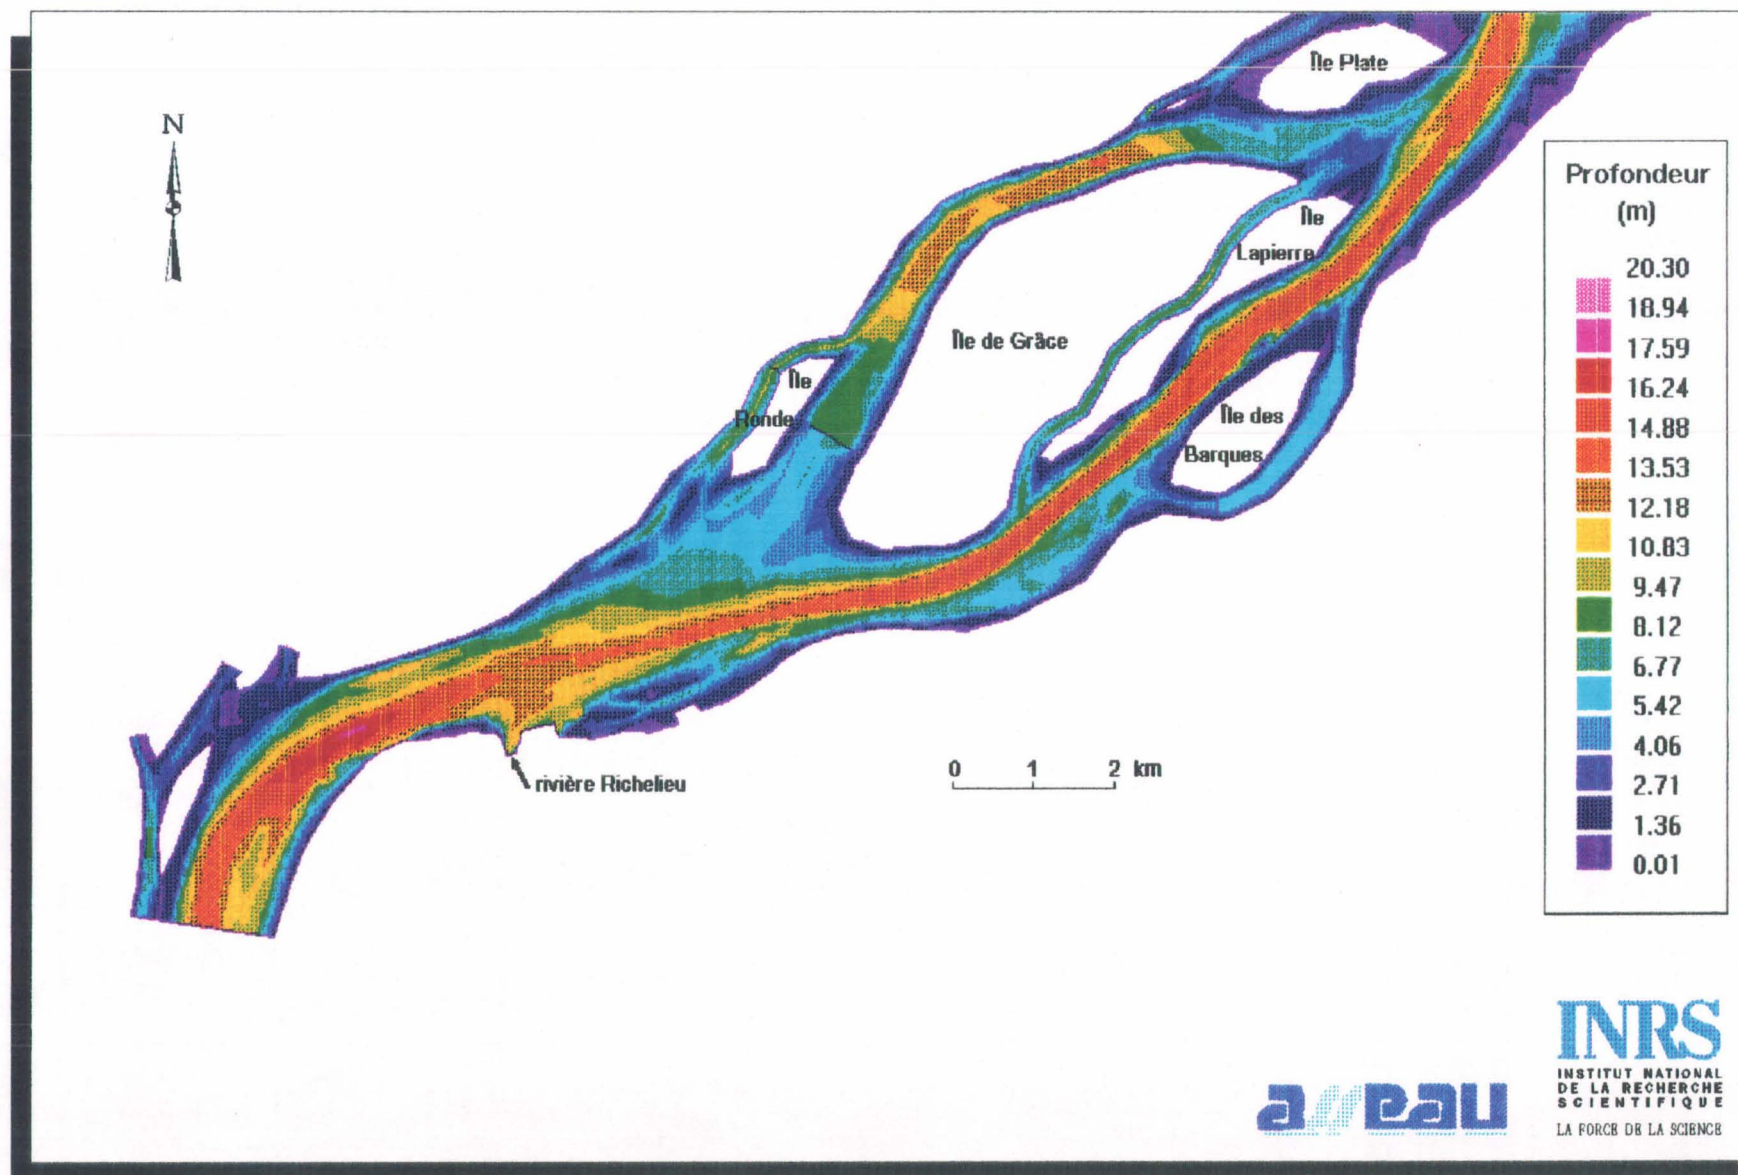 N
Île Plate
Île
Lapierre
Île de Grâce
Île
Ronde
Île des
Barques
rivière Richelieu
0 1 2 km
Profondeur
(m)
20.30
18.94
17.59
16.24
14.88
13.53
12.18
10.83
9.47
8.12
6.77
5.42
4.06
2.71
1.36
0.01
a//eau
INRS
INSTITUT NATIONAL
DE LA RECHERCHE
SCIENTIFIQUE
LA FORCE DE LA SCIENCE